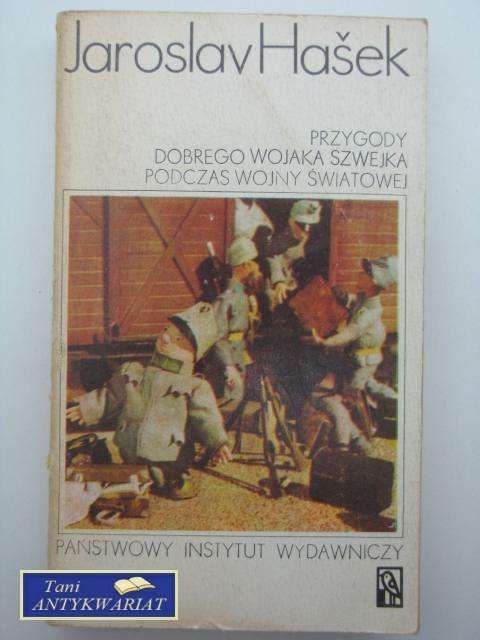 Jaroslav Hašek
PRZYGODY
DOBREGO WOJAKA SZWEJKA
PODCZAS WOJNY ŚWIATOWEJ
PAŃSTWOWY INSTYTUT WYDAWNICZY
Tani
ANTYKWARIAT